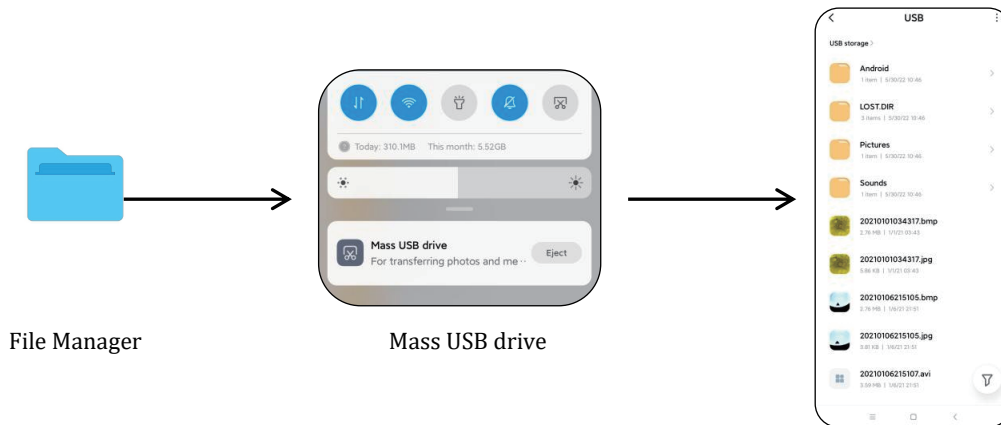 File Manager
Today: 310.1MB This month: 5.52GB
Mass USB drive
For transferring photos and me ··
Eject
Mass USB drive
USB
USB storage >
Android
1 item | 5/30/22 10:46
LOST.DIR
3 items | 5/30/22 10:46
Pictures
1 item | 5/30/22 10:46
Sounds
1 item | 5/30/22 10:46
20210101034317.bmp
2.76 MB | 1/1/21 03:43
20210101034317.jpg
5.86 KB | 1/1/21 03:43
20210106215105.bmp
2.76 MB | 1/6/21 21:51
20210106215105.jpg
5.81 KB | 1/6/21 21:51
20210106215107.avi
3.59 MB | 1/6/21 21:51